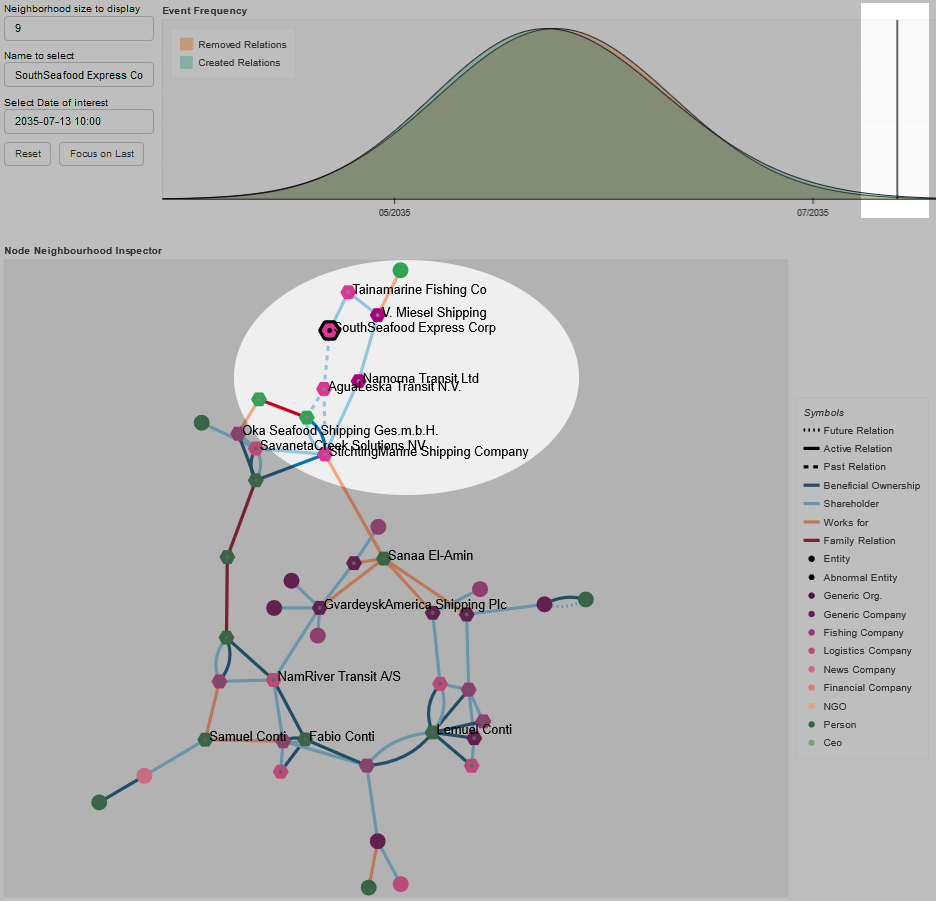 Neighborhood size to display
9
Name to select
SouthSeafood Express Co
Select Date of interest
2035-07-13 10:00
Reset
Focus on Last
Event Frequency
Removed Relations
Created Relations
05/2035
07/2035
Node Neighbourhood Inspector
Tainamarine Fishing Co
V. Miesel Shipping
SouthSeafood Express Corp
Namorna Transit Ltd
AguaLeska Transit N.V.
Oka Seafood Shipping Ges.m.b.H.
SavanetaCreek Solutions NV
StichtingMarine Shipping Company
Sanaa El-Amin
GvardeyskAmerica Shipping Plc
NamRiver Transit A/S
Samuel Conti
Fabio Conti
Lemuel Conti
Symbols
Future Relation
Active Relation
Past Relation
Beneficial Ownership
Shareholder
Works for
Family Relation
Entity
Abnormal Entity
Generic Org.
Generic Company
Fishing Company
Logistics Company
News Company
Financial Company
NGO
Person
Ceo